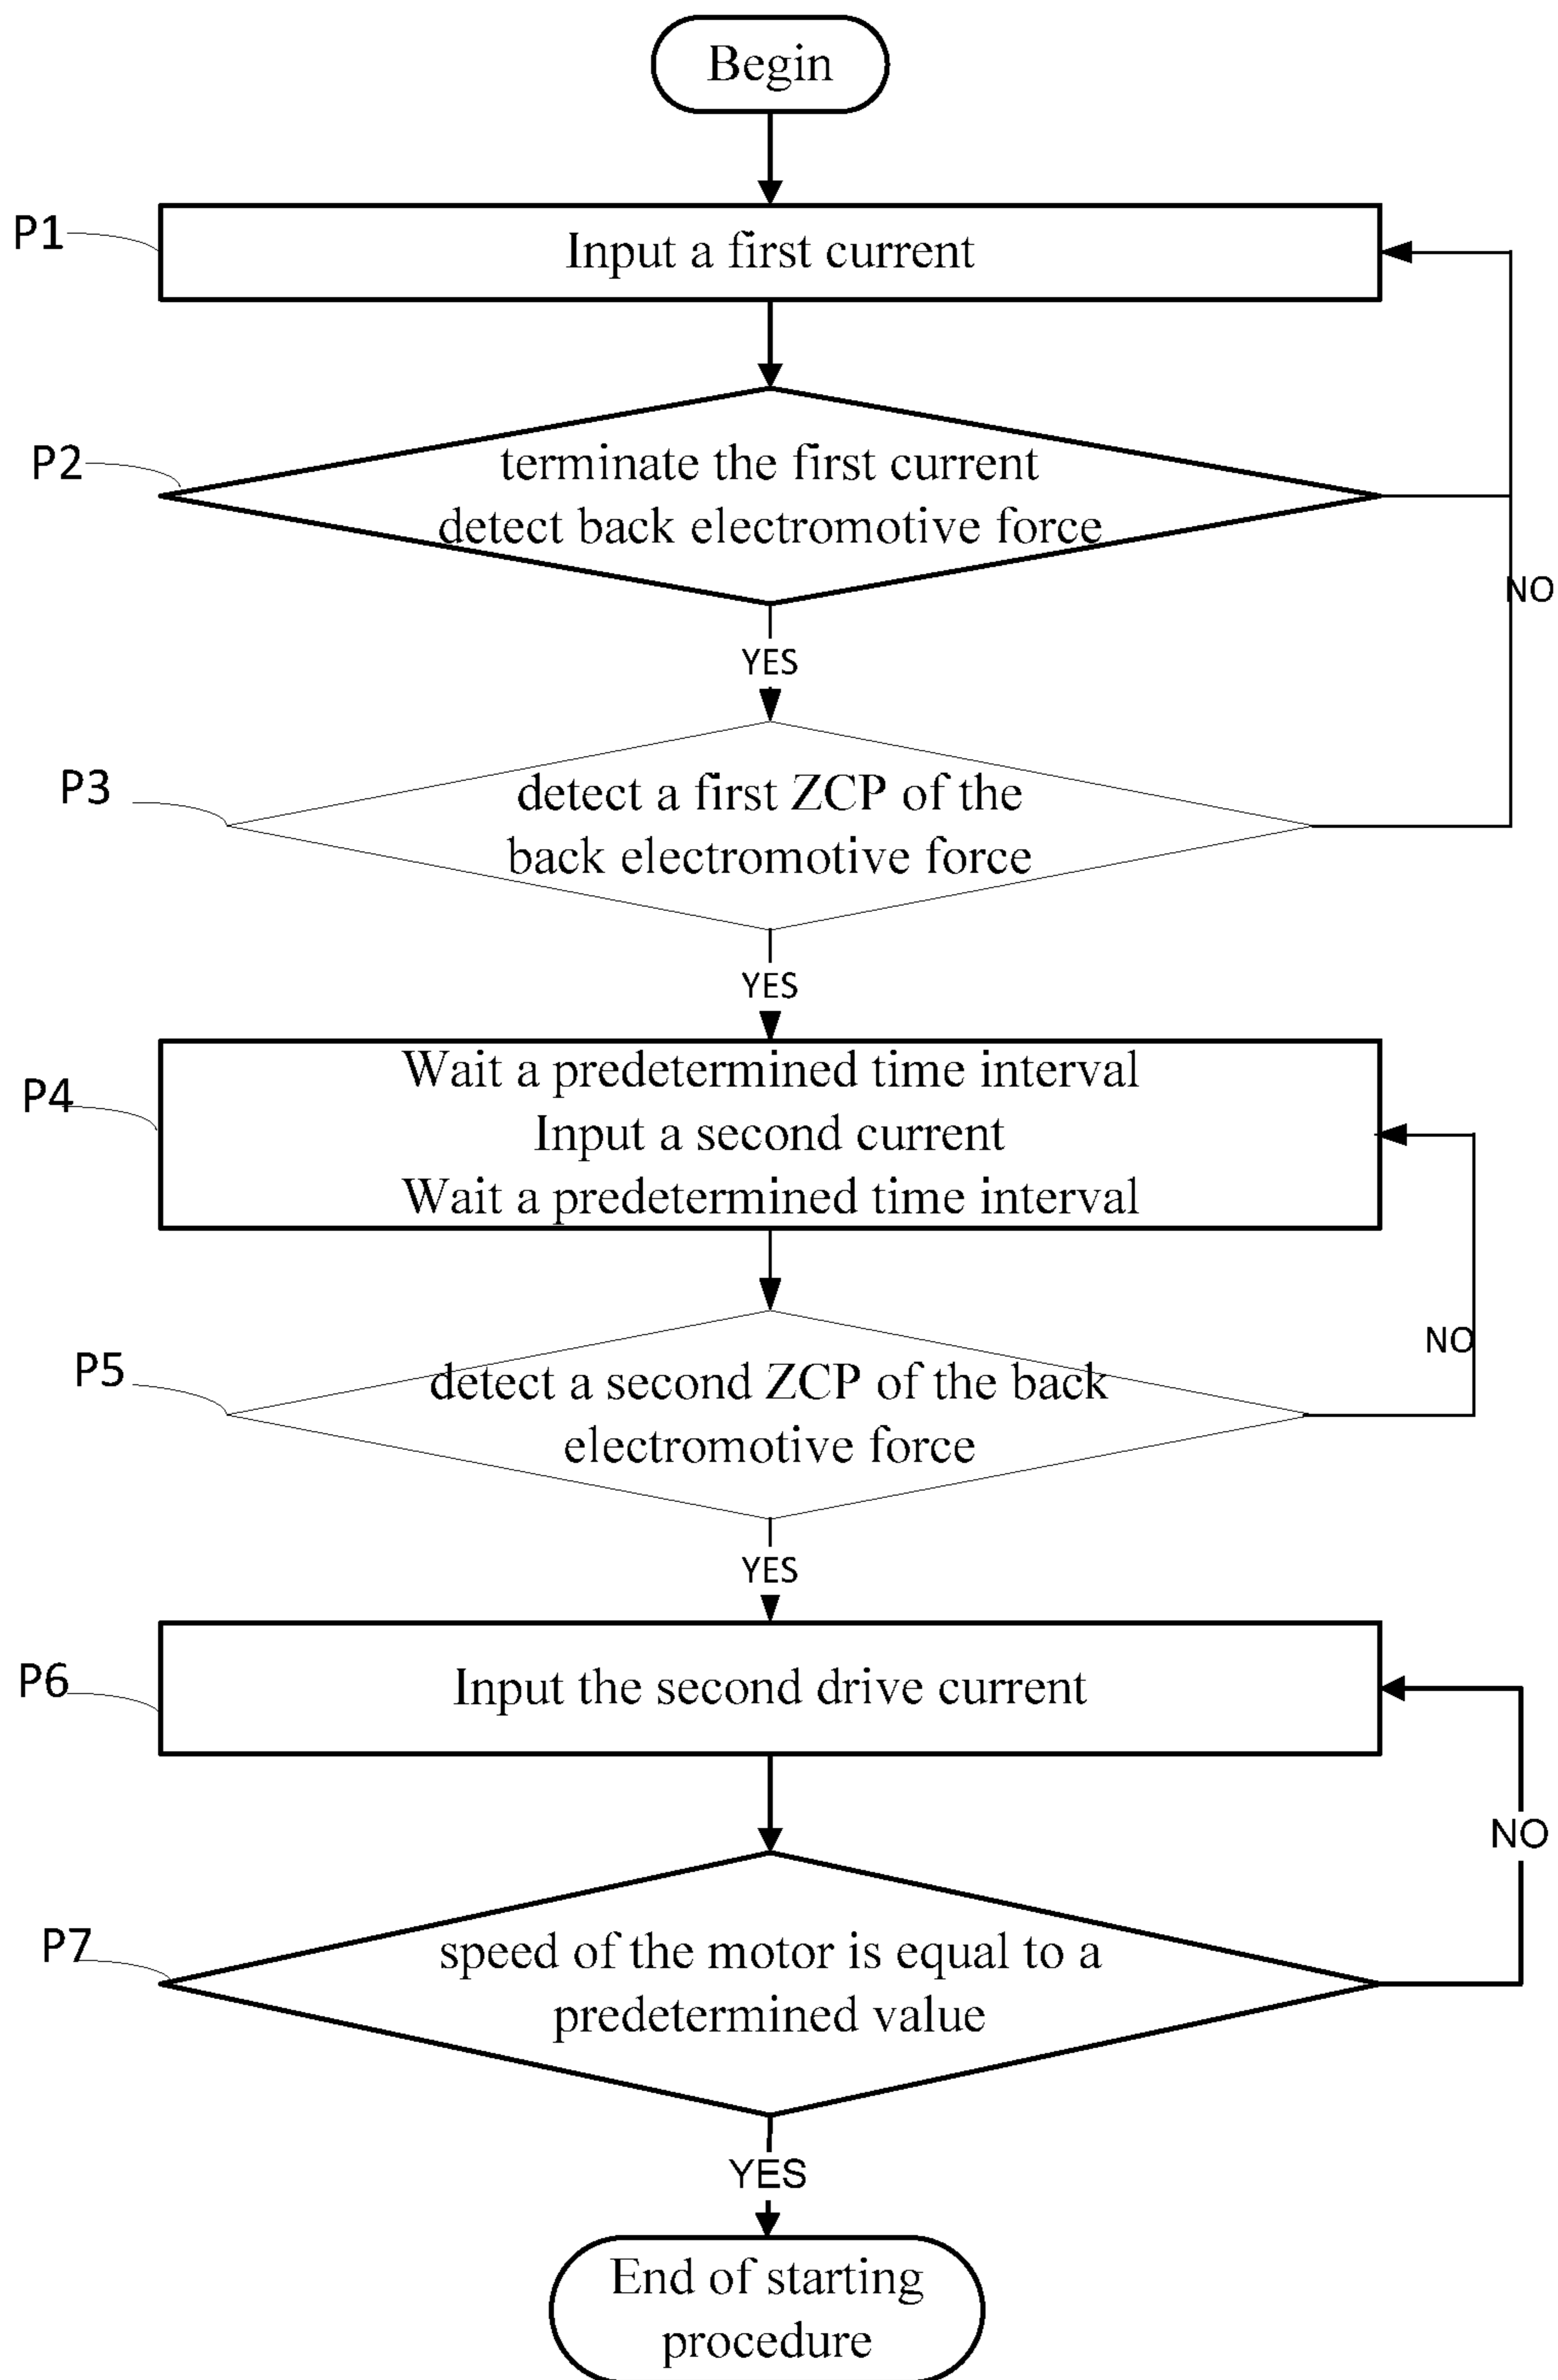 Begin
P1
Input a first current
P2
terminate the first current
detect back electromotive force
NO
YES
P3
detect a first ZCP of the
back electromotive force
YES
P4
Wait a predetermined time interval
Input a second current
Wait a predetermined time interval
NO
P5
detect a second ZCP of the back
electromotive force
YES
P6
Input the second drive current
NO
P7
speed of the motor is equal to a
predetermined value
YES
End of starting
procedure